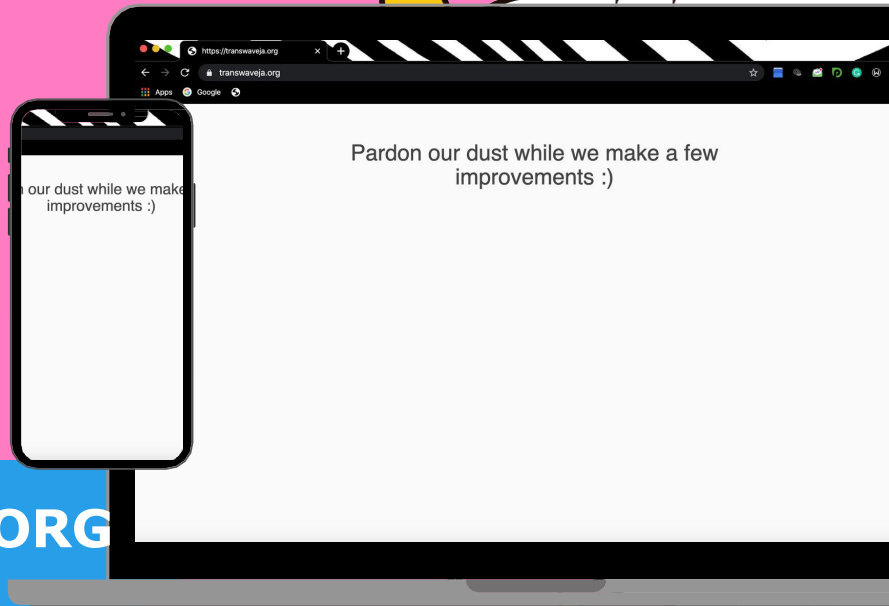 https://transwaveja.org
transwaveja.org
Apps Google
Pardon our dust while we make a few
improvements :)
our dust while we make
improvements :)
ORG